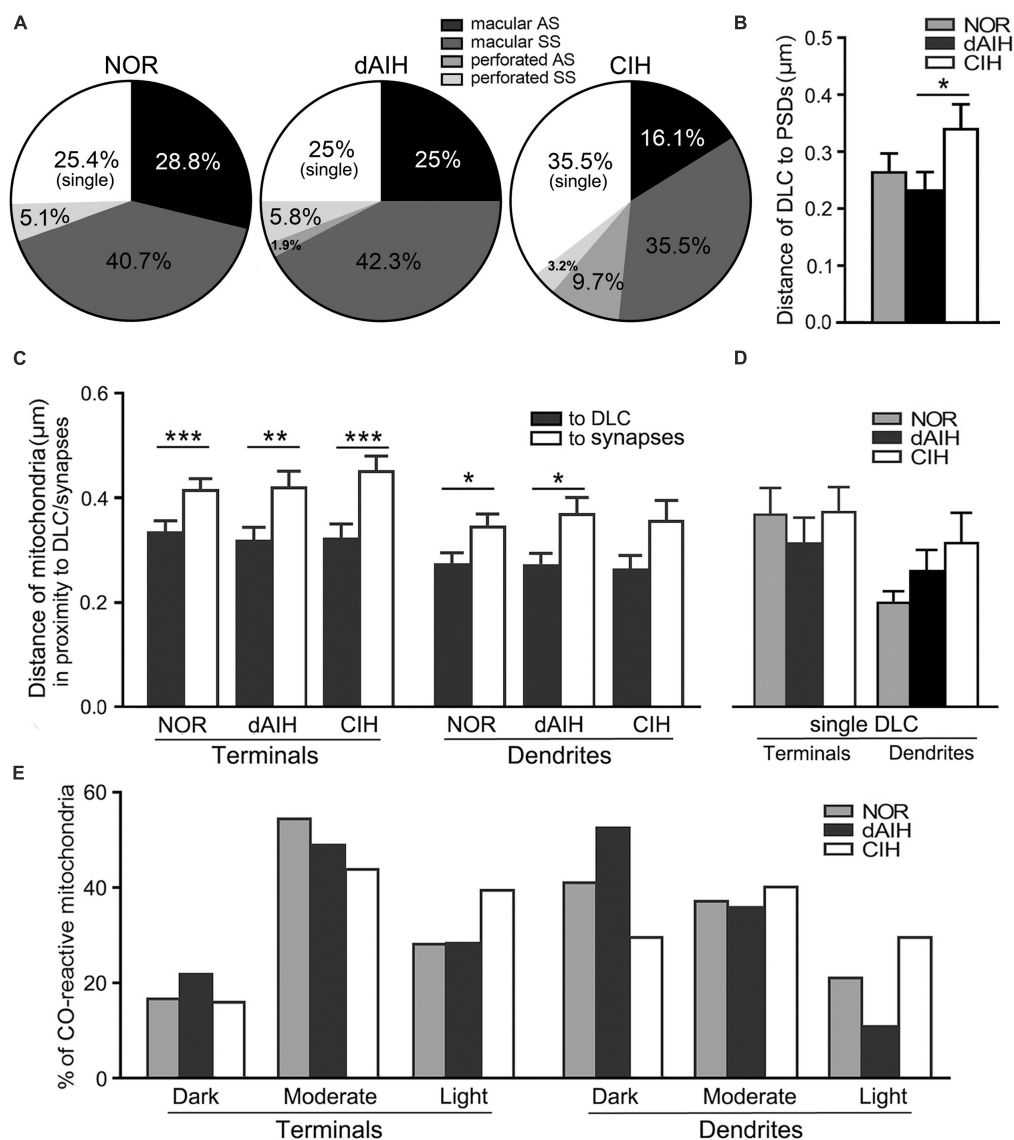 A
macular AS
macular SS
perforated AS
perforated SS
NOR
dAIH
CIH
25.4%
(single)
28.8%
5.1%
40.7%
25%
(single)
25%
5.8%
1.9%
42.3%
35.5%
(single)
16.1%
35.5%
3.2%
9.7%
B
NOR
dAIH
CIH
Distance of DLC to PSDs(µm)
0.5
0.4
0.3
0.2
0.1
0.0
*
C
Distance of mitochondria(µm)
in proximity to DLC/synapses
0.6
0.4
0.2
0.0
to DLC
to synapses
***
**
***
*
*
NOR
dAIH
CIH
NOR
dAIH
CIH
Terminals
Dendrites
D
NOR
dAIH
CIH
single DLC
Terminals
Dendrites
E
% of CO-reactive mitochondria
60
40
20
0
NOR
dAIH
CIH
Dark
Moderate
Light
Dark
Moderate
Light
Terminals
Dendrites